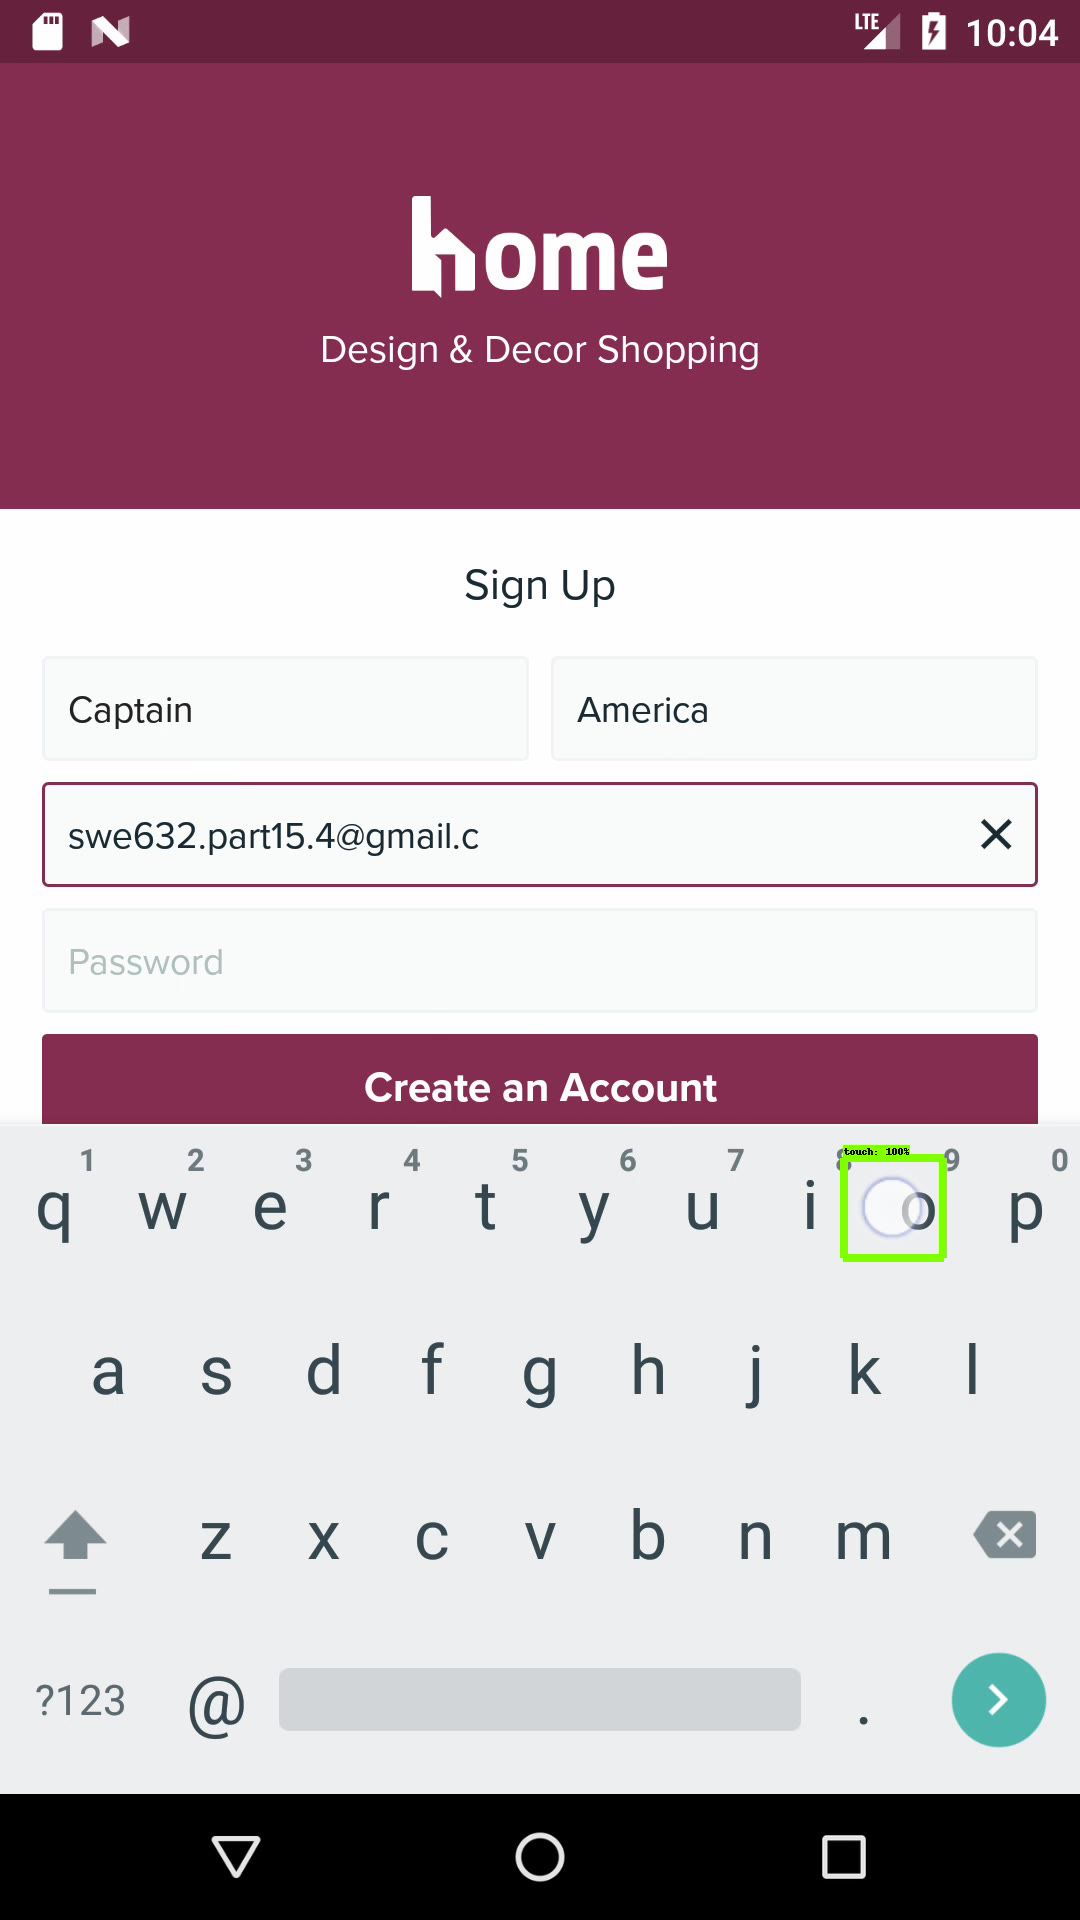 LTE 10:04
home
Design & Decor Shopping
Sign Up
Captain America
swe632.part15.4@gmail.c
Password
Create an Account
touch: 100%
1 2 3 4 5 6 7 8 9 0
q w e r t y u i o p
a s d f g h j k l
z x c v b n m
?123 @ .